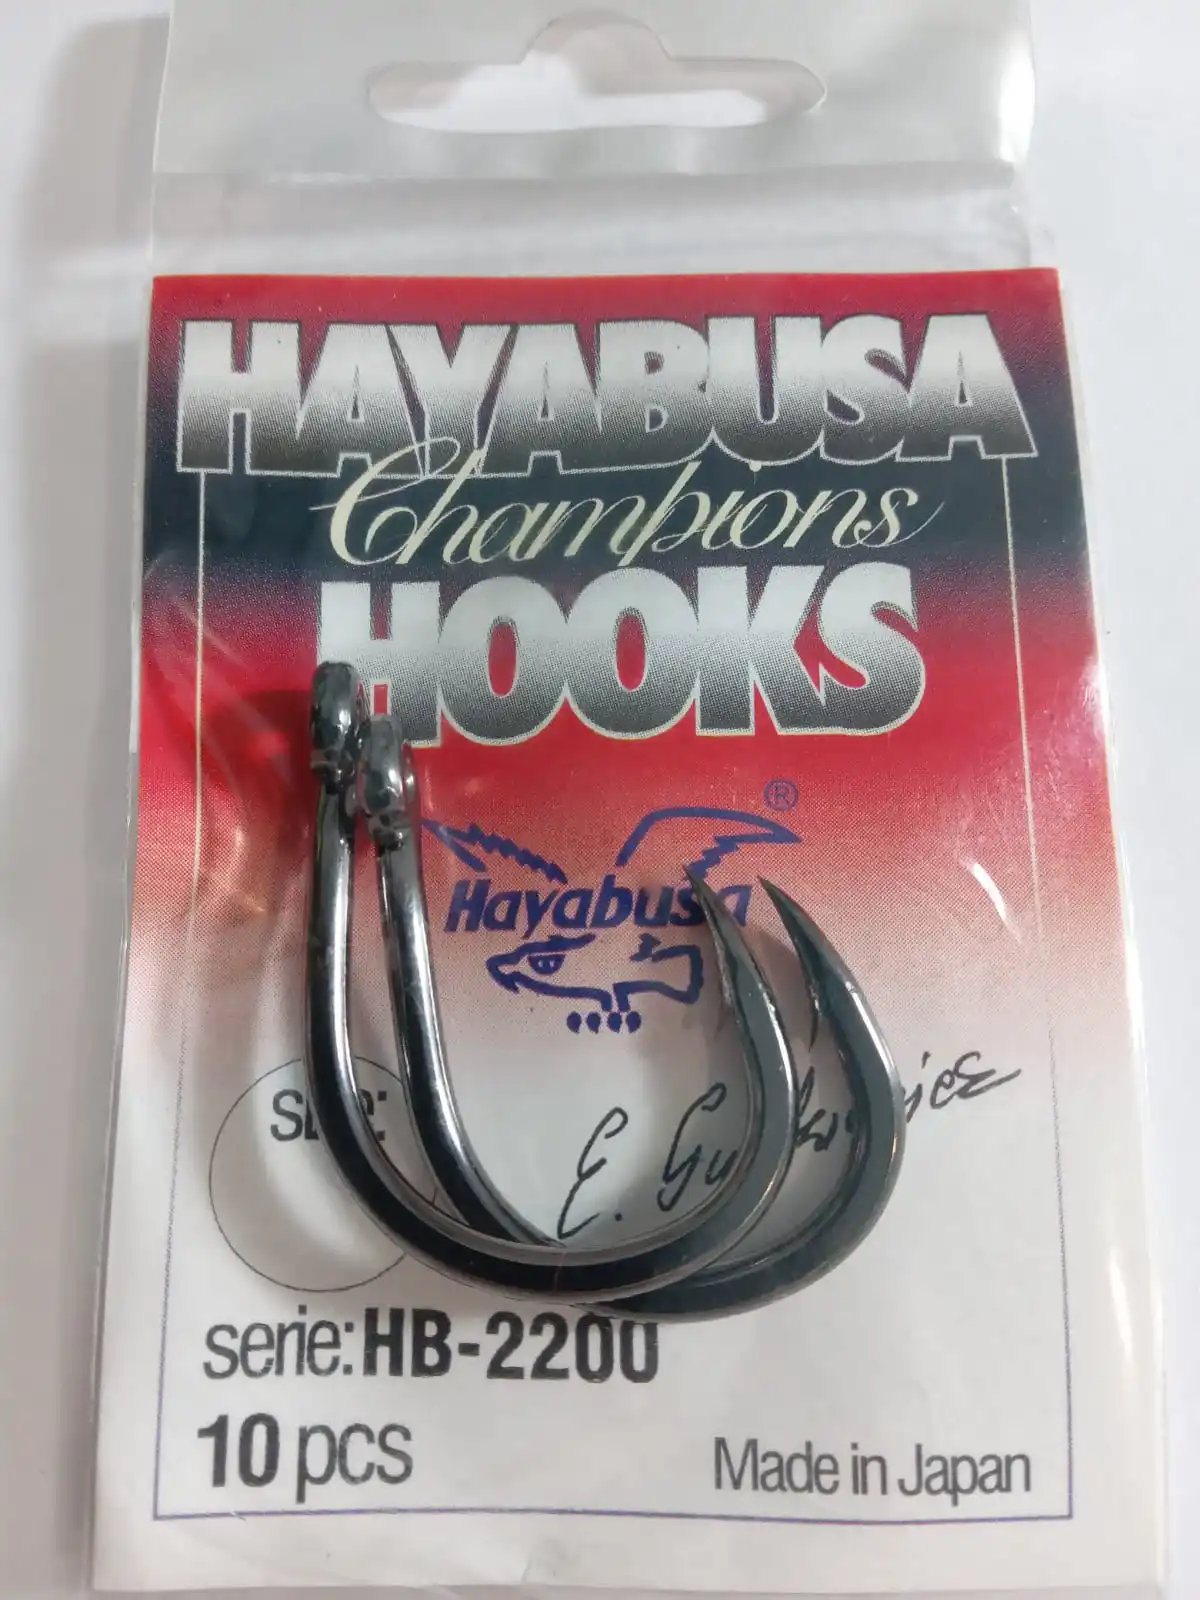 HAYABUSA
Champions
HOOKS
®
Hayabusa
E.
serie: HB-2200
10 pcs
Made in Japan